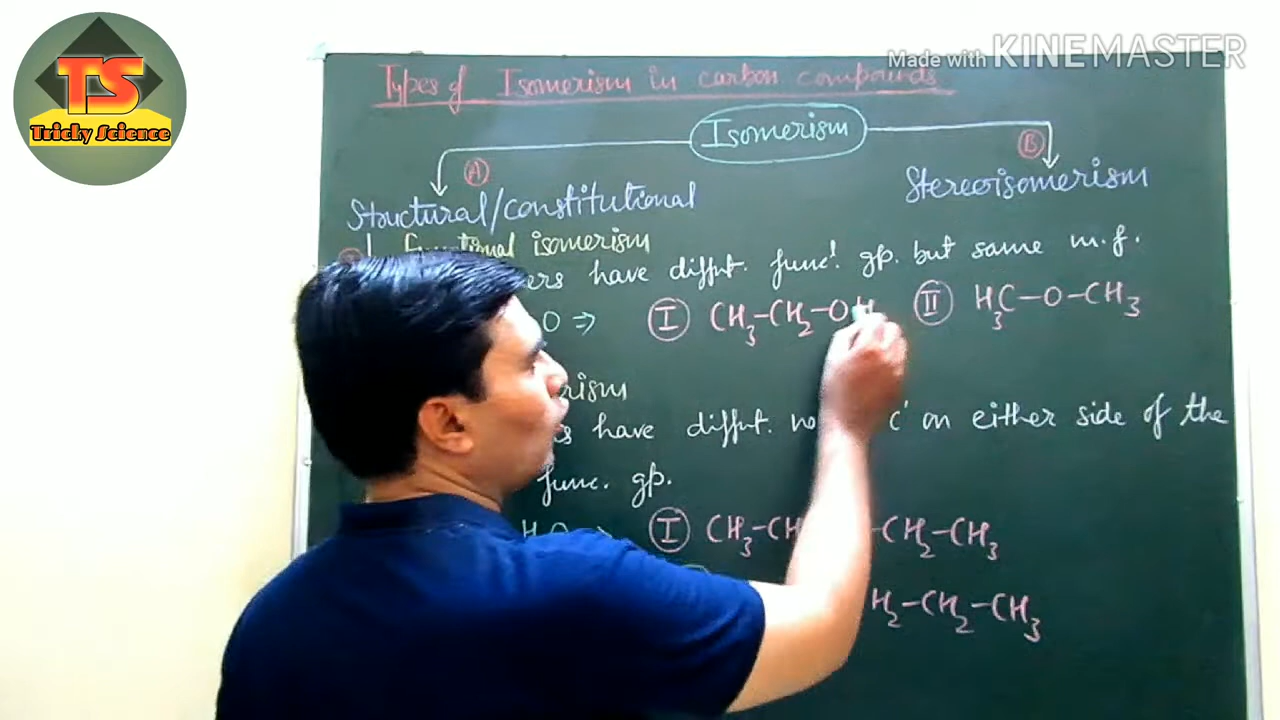 Made with KINEMASTER
TS
Tricky Science
Types of Isomerism in carbon compounds
Isomerism
A
B
Structural/constitutional
Stereoisomerism
Functional isomerism
have diffnt. func!. gp. but same m.f.
O ⇒ I CH3-CH2-OH II H3C-O-CH3
have diffnt. no C' on either side of the
func. gp.
I CH3-CH -CH2-CH3
H2-CH2-CH3